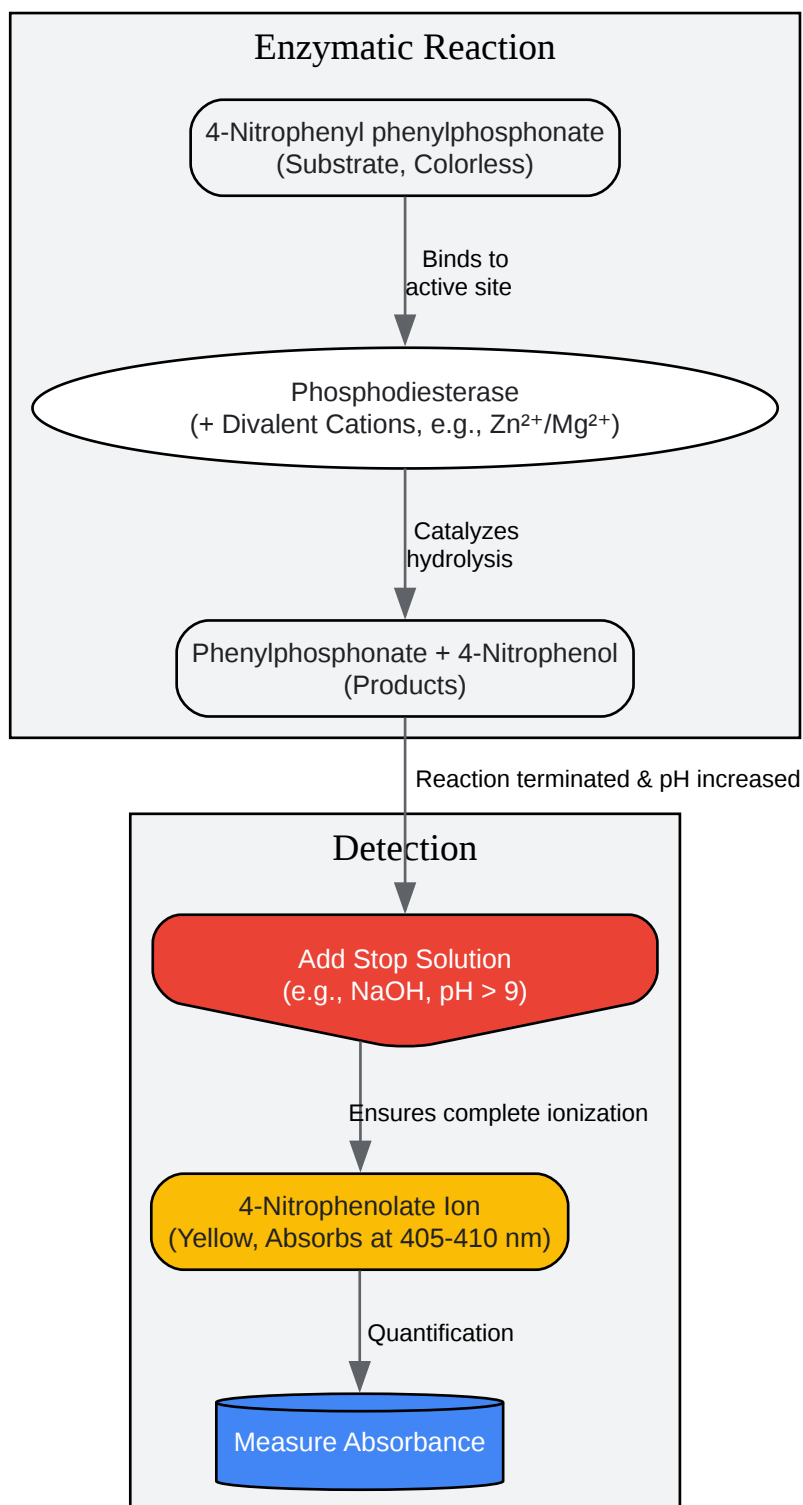 Enzymatic Reaction
4-Nitrophenyl phenylphosphonate
(Substrate, Colorless)
Binds to
active site
Phosphodiesterase
(+ Divalent Cations, e.g., Zn²⁺/Mg²⁺)
Catalyzes
hydrolysis
Phenylphosphonate + 4-Nitrophenol
(Products)
Reaction terminated & pH increased
Detection
Add Stop Solution
(e.g., NaOH, pH > 9)
Ensures complete ionization
4-Nitrophenolate Ion
(Yellow, Absorbs at 405-410 nm)
Quantification
Measure Absorbance